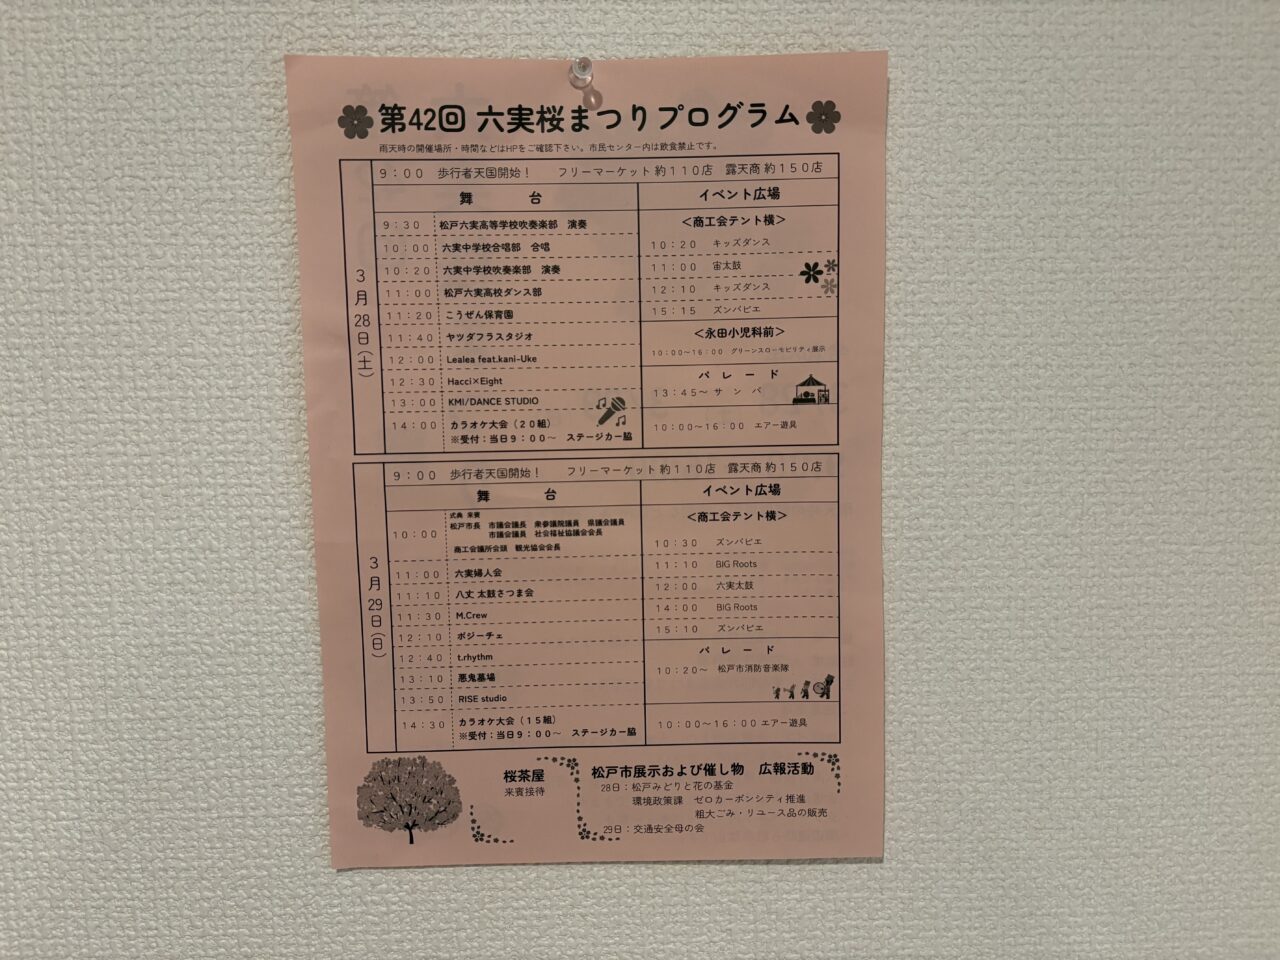 第42回 六実桜まつりプログラム
雨天時の開催場所・時間などはHPをご確認下さい。市民センター内は飲食禁止です。
3月28日(土)
9：00 歩行者天国開始！ フリーマーケット約110店 露天商約150店
舞 台
9：30 松戸六実高等学校吹奏楽部 演奏
10：00 六実中学校合唱部 合唱
10：20 六実中学校吹奏楽部 演奏
11：00 松戸六実高校ダンス部
11：20 こうぜん保育園
11：40 ヤツダフラスタジオ
12：00 Lealea feat.kani-Uke
12：30 Hacci×Eight
13：00 KMI/DANCE STUDIO
14：00 カラオケ大会（20組）
※受付：当日9：00～ ステージカー脇
イベント広場
＜商工会テント横＞
10：20 キッズダンス
11：00 宙太鼓
12：10 キッズダンス
15：15 ズンバピエ
＜永田小児科前＞
10：00～16：00 グリーンスローモビリティ展示
パ レ ー ド
13：45～ サ ン バ
10：00～16：00 エアー遊具
3月29日(日)
9：00 歩行者天国開始！ フリーマーケット約110店 露天商約150店
舞 台
10：00 式典 来賓
松戸市長 市議会議長 衆参議院議員 県議会議員
市議会議員 社会福祉協議会会長
商工会議所会頭 観光協会会長
11：00 六実婦人会
11：10 八丈 太鼓さつま会
11：30 M.Crew
12：10 ポジーチェ
12：40 t.rhythm
13：10 悪鬼墓場
13：50 RISE studio
14：30 カラオケ大会（15組）
※受付：当日9：00～ ステージカー脇
イベント広場
＜商工会テント横＞
10：30 ズンバピエ
11：10 BIG Roots
12：00 六実太鼓
14：00 BIG Roots
15：10 ズンバピエ
パ レ ー ド
10：20～ 松戸市消防音楽隊
10：00～16：00 エアー遊具
桜茶屋
来賓接待
松戸市展示および催し物 広報活動
28日：松戸みどりと花の基金
環境政策課 ゼロカーボンシティ推進
粗大ごみ・リユース品の販売
29日：交通安全母の会